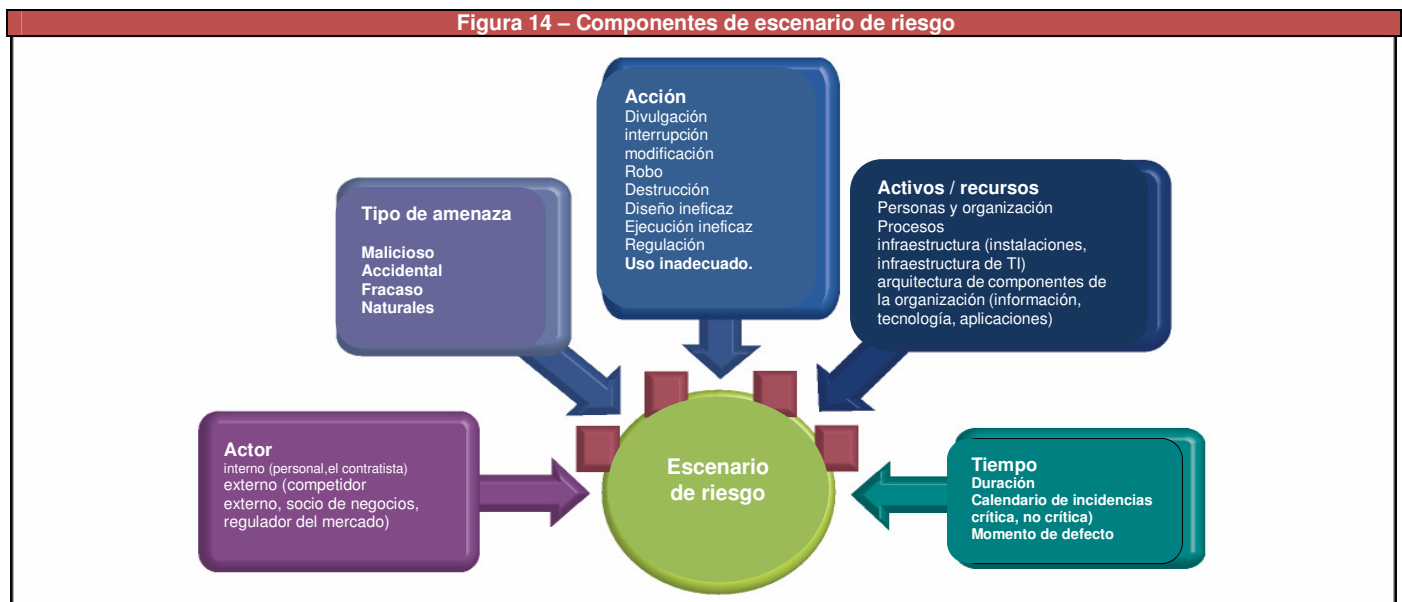 Figura 14 – Componentes de escenario de riesgo
Acción
Divulgación
interrupción
modificación
Robo
Destrucción
Diseño ineficaz
Ejecución ineficaz
Regulación
Uso inadecuado.
Tipo de amenaza
Malicioso
Accidental
Fracaso
Naturales
Activos / recursos
Personas y organización
Procesos
infraestructura (instalaciones,
infraestructura de TI)
arquitectura de componentes de
la organización (información,
tecnología, aplicaciones)
Actor
interno (personal,el contratista)
externo (competidor
externo, socio de negocios,
regulador del mercado)
Escenario
de riesgo
Tiempo
Duración
Calendario de incidencias
crítica, no crítica)
Momento de defecto